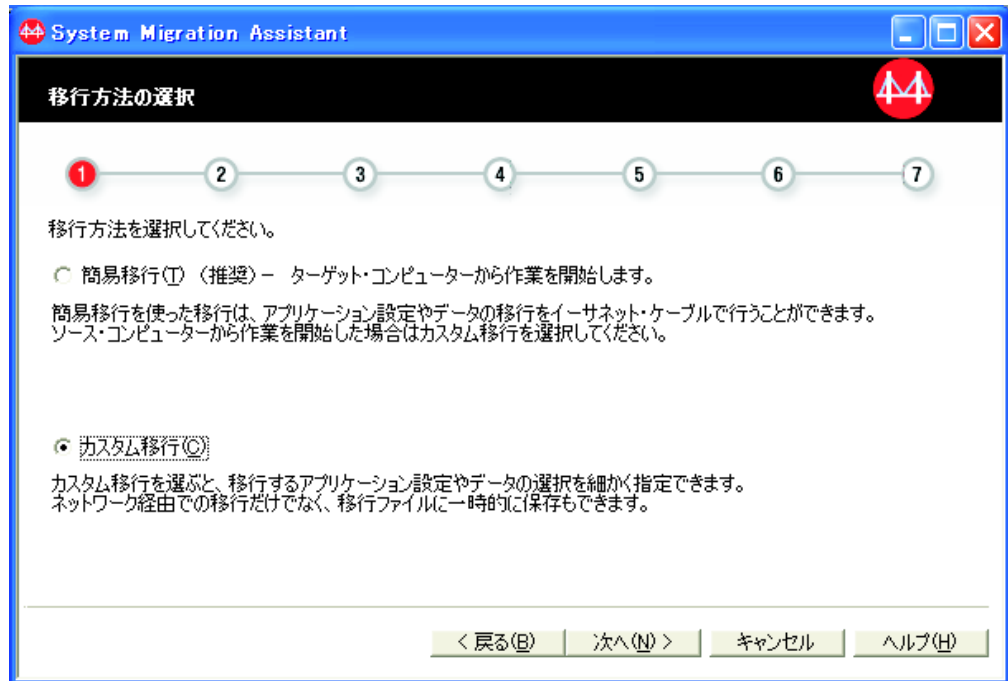 System Migration Assistant
移行方法の選択
1 2 3 4 5 6 7
移行方法を選択してください。
簡易移行(T) (推奨)－ ターゲット・コンピューターから作業を開始します。
簡易移行を使った移行は、アプリケーション設定やデータの移行をイーサネット・ケーブルで行うことができます。
ソース・コンピューターから作業を開始した場合はカスタム移行を選択してください。
カスタム移行(C)
カスタム移行を選ぶと、移行するアプリケーション設定やデータの選択を細かく指定できます。
ネットワーク経由での移行だけでなく、移行ファイルに一時的に保存もできます。
< 戻る(B) 次へ(N) > キャンセル ヘルプ(H)